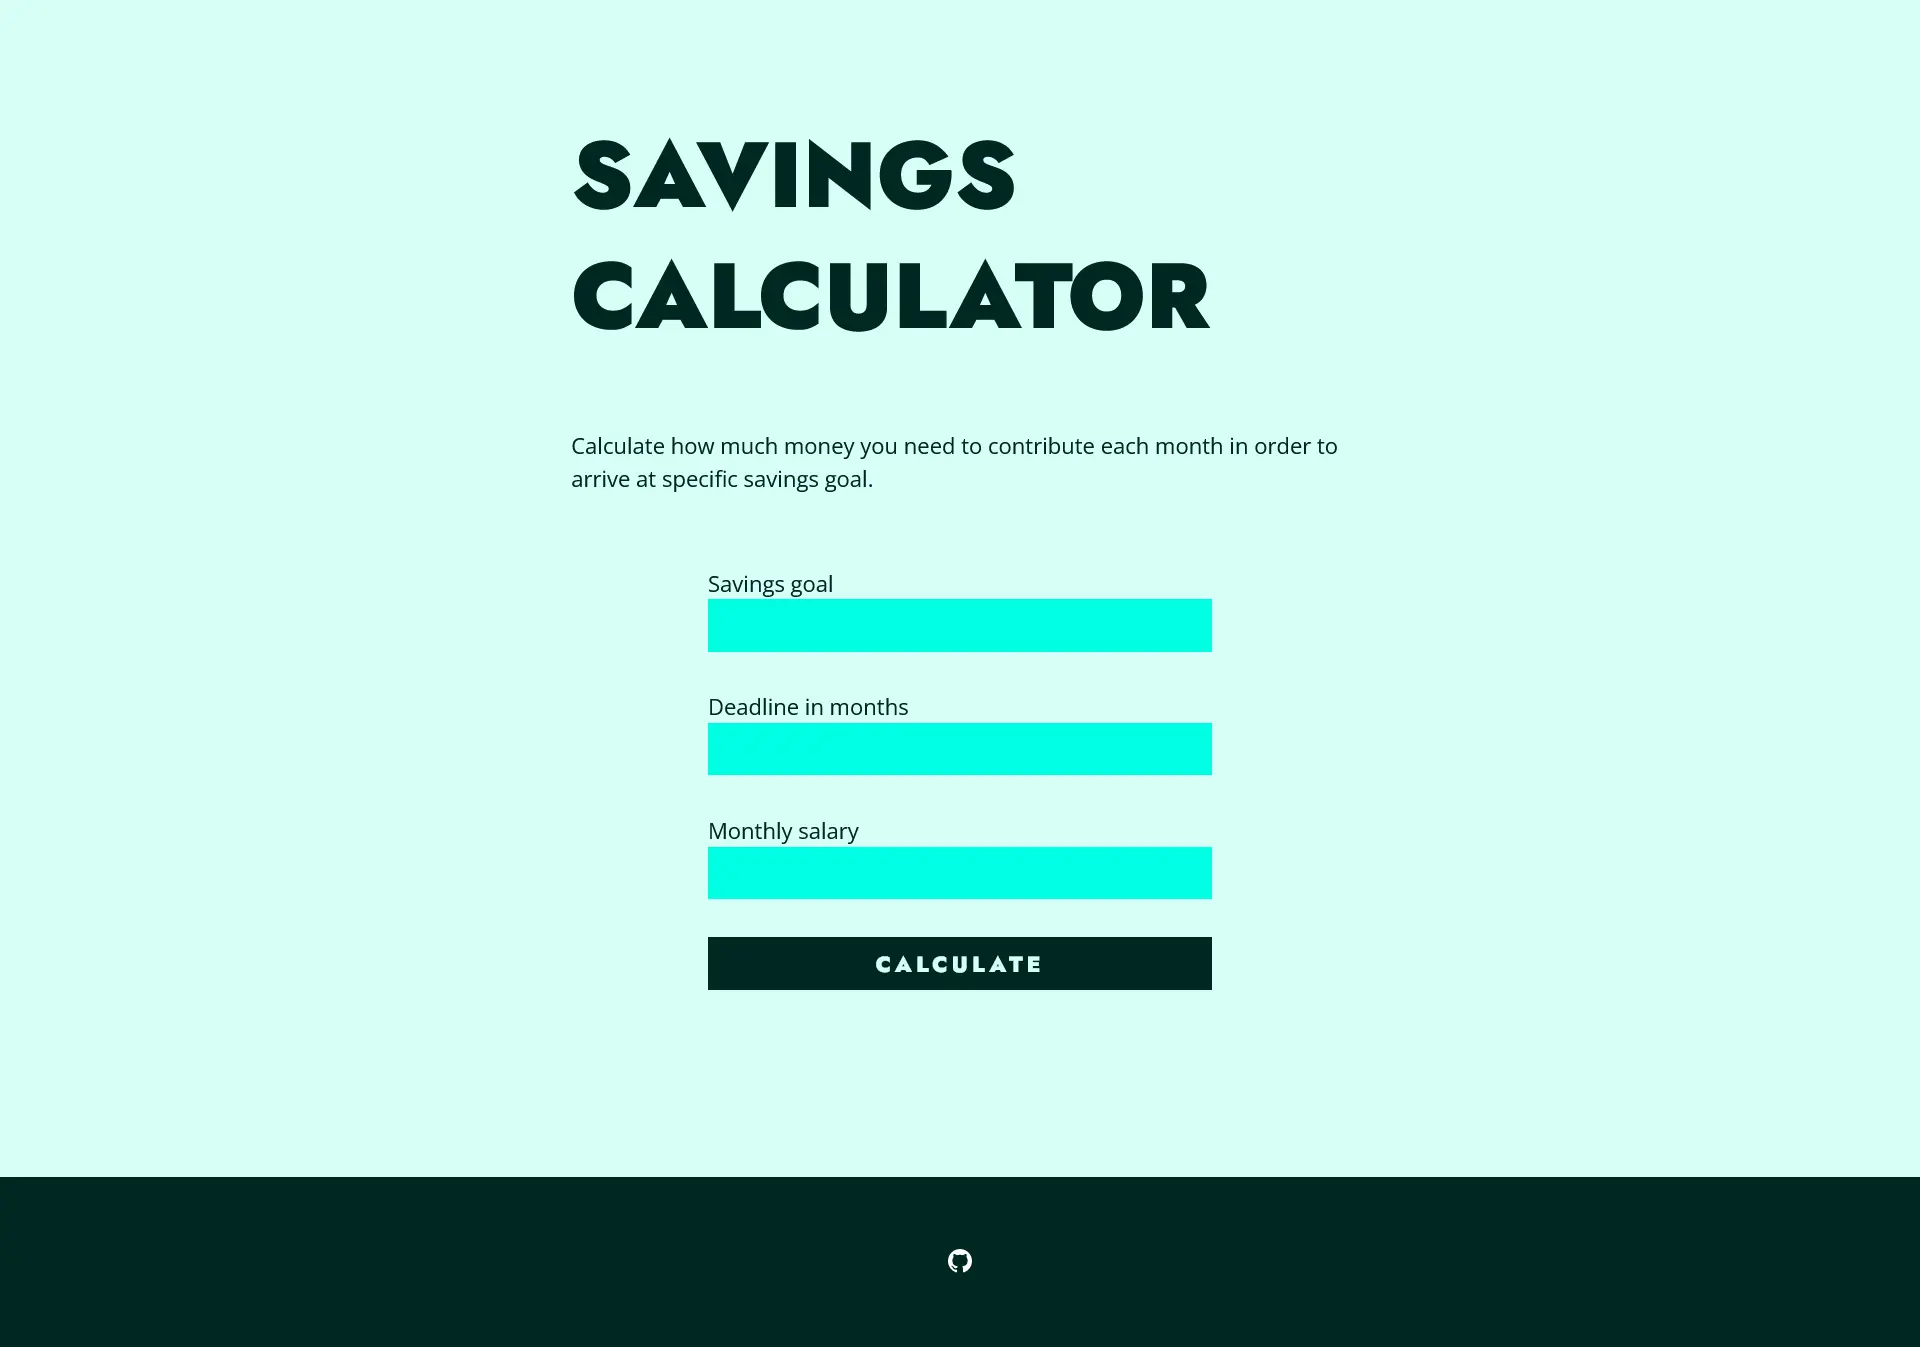 SAVINGS
CALCULATOR
Calculate how much money you need to contribute each month in order to
arrive at specific savings goal.
Savings goal
Deadline in months
Monthly salary
CALCULATE